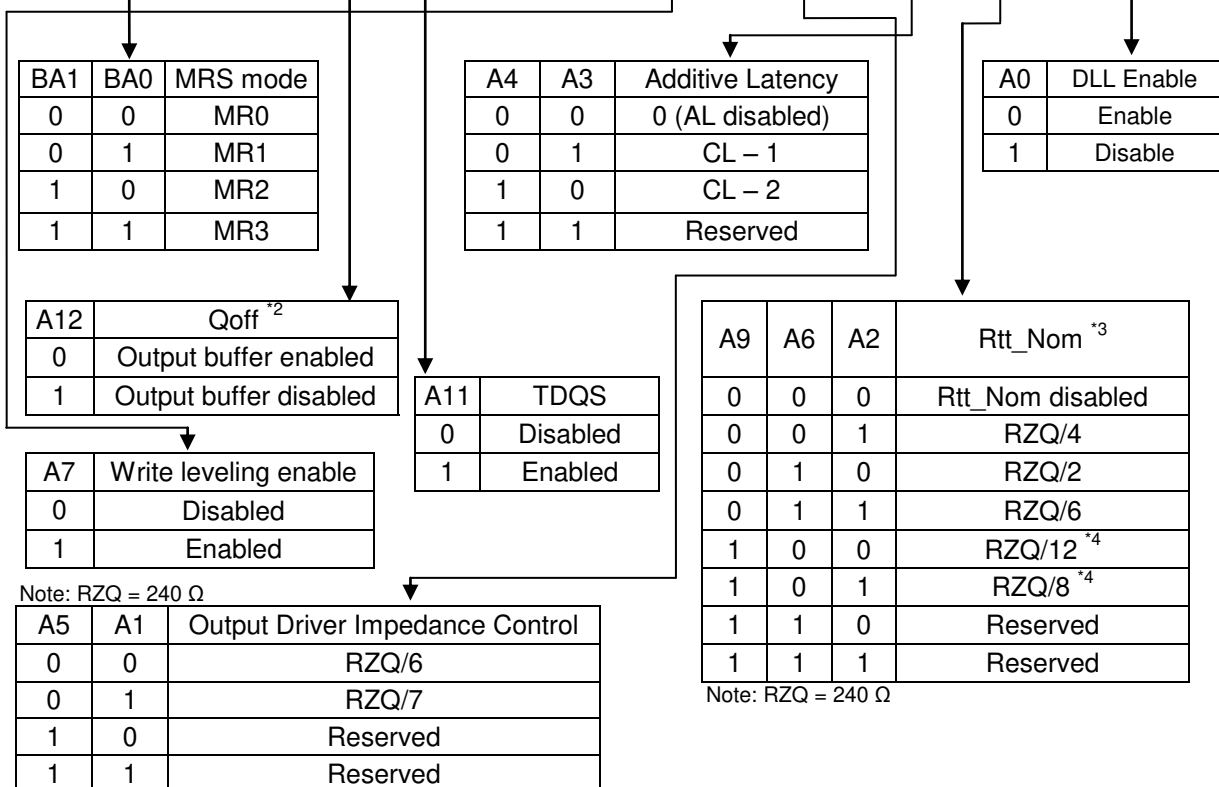 BA1 BA0 MRS mode
0 0 MR0
0 1 MR1
1 0 MR2
1 1 MR3
A4 A3 Additive Latency
0 0 0 (AL disabled)
0 1 CL – 1
1 0 CL – 2
1 1 Reserved
A0 DLL Enable
0 Enable
1 Disable
A12 Qoff *2
0 Output buffer enabled
1 Output buffer disabled
A11 TDQS
0 Disabled
1 Enabled
A9 A6 A2 Rtt_Nom *3
0 0 0 Rtt_Nom disabled
0 0 1 RZQ/4
0 1 0 RZQ/2
0 1 1 RZQ/6
1 0 0 RZQ/12 *4
1 0 1 RZQ/8 *4
1 1 0 Reserved
1 1 1 Reserved
Note: RZQ = 240 Ω
A7 Write leveling enable
0 Disabled
1 Enabled
Note: RZQ = 240 Ω
A5 A1 Output Driver Impedance Control
0 0 RZQ/6
0 1 RZQ/7
1 0 Reserved
1 1 Reserved